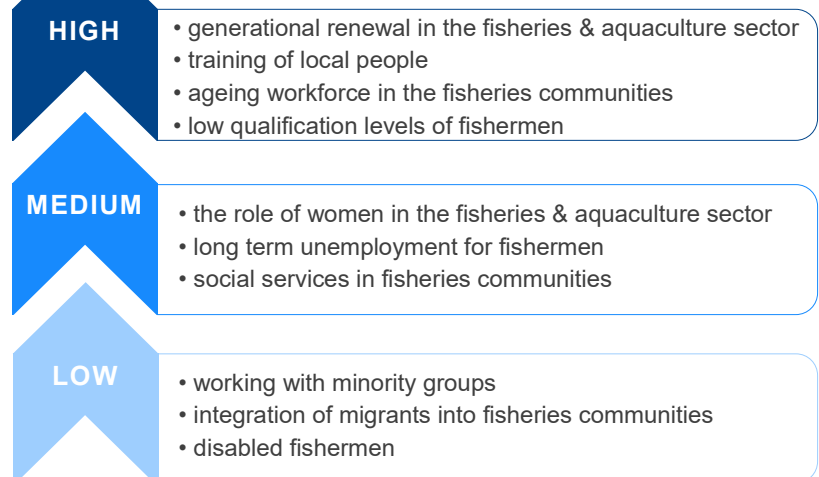 HIGH
• generational renewal in the fisheries & aquaculture sector
• training of local people
• ageing workforce in the fisheries communities
• low qualification levels of fishermen
MEDIUM
• the role of women in the fisheries & aquaculture sector
• long term unemployment for fishermen
• social services in fisheries communities
LOW
• working with minority groups
• integration of migrants into fisheries communities
• disabled fishermen